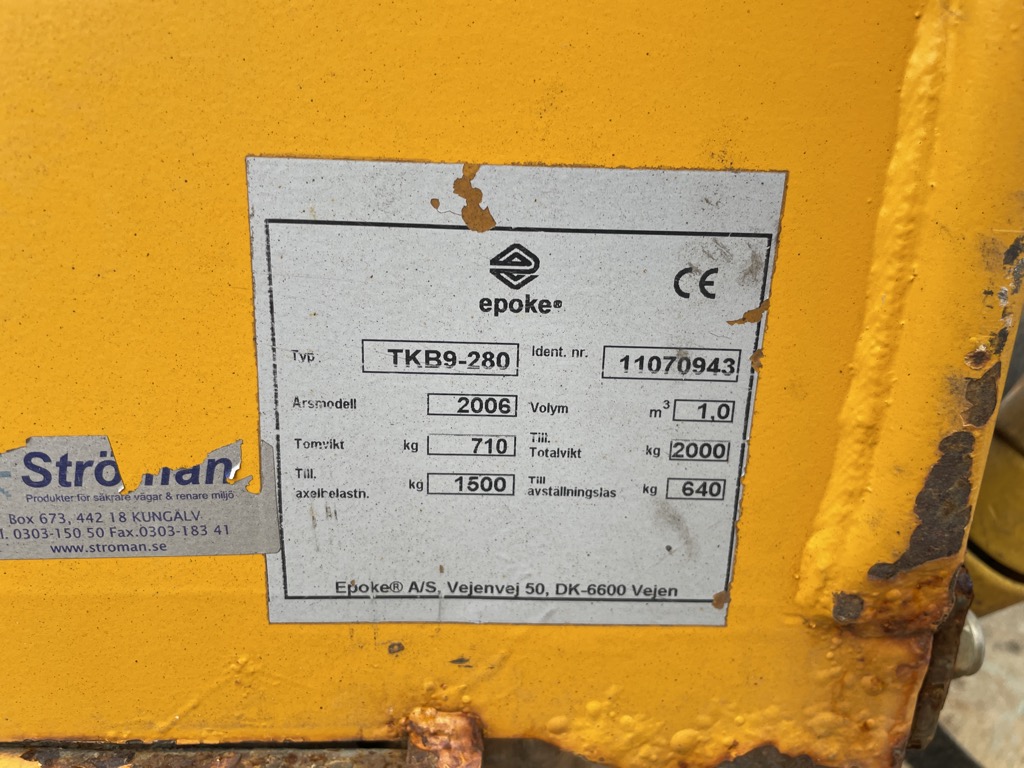 epoke®
CE
Typ. TKB9-280 Ident. nr. 11070943
Årsmodell 2006 Volym m³ 1,0
Tomvikt kg 710 Till. Totalvikt kg 2000
Till. axelbelastn. kg 1500 Till avställningslas kg 640
Epoke® A/S, Vejenvej 50, DK-6600 Vejen
Ströman
Produkter för säkrare vägar & renare miljö
Box 673, 442 18 KUNGÄLV
l. 0303-150 50 Fax.0303-183 41
www.stroman.se